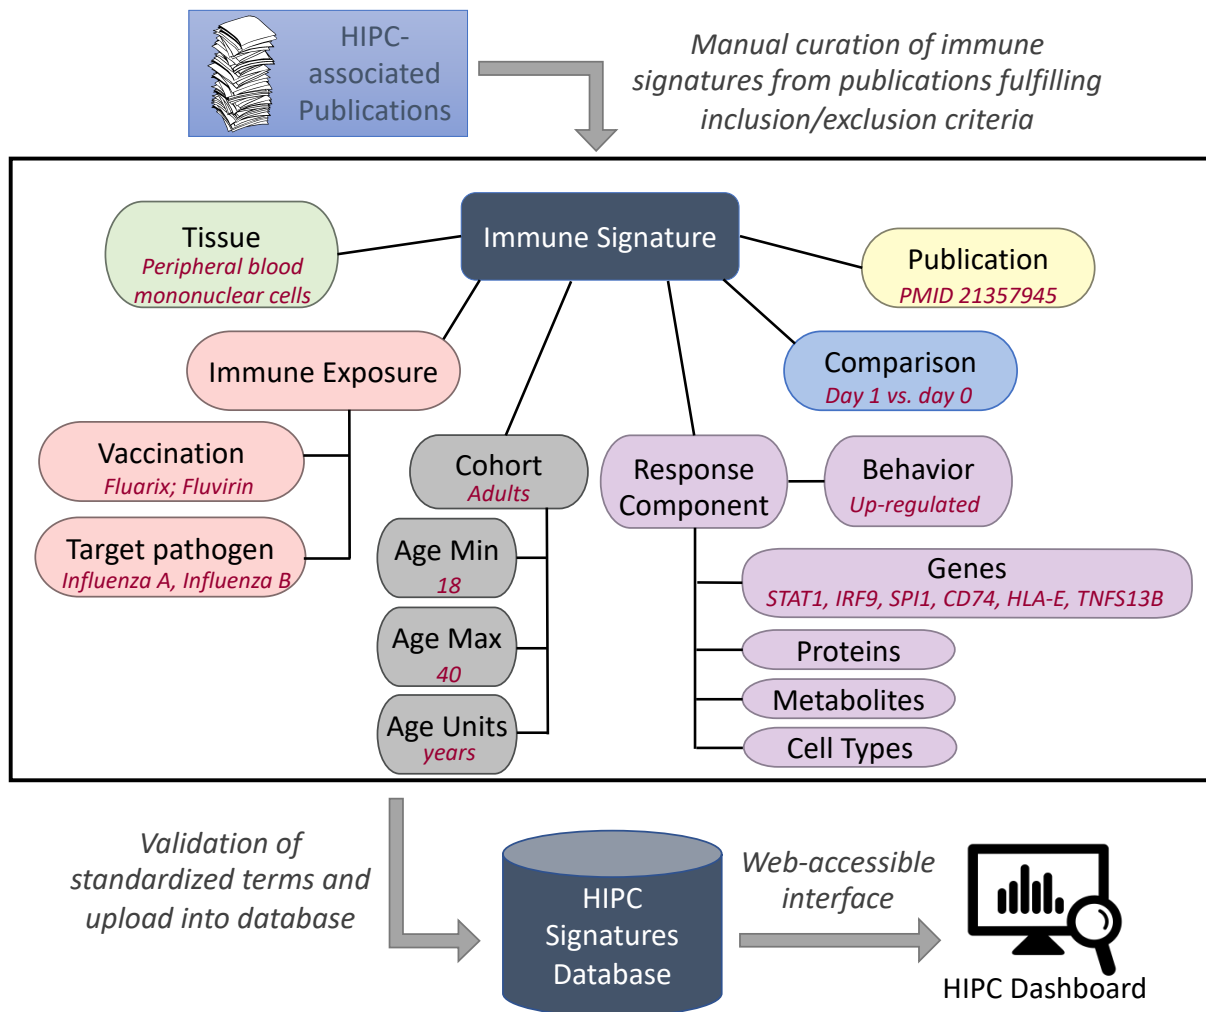 HIPC-
associated
Publications
Manual curation of immune
signatures from publications fulfilling
inclusion/exclusion criteria
Immune Signature
Tissue
Peripheral blood
mononuclear cells
Publication
PMID 21357945
Immune Exposure
Comparison
Day 1 vs. day 0
Vaccination
Fluarix; Fluvirin
Target pathogen
Influenza A, Influenza B
Cohort
Adults
Age Min
18
Age Max
40
Age Units
years
Response
Component
Behavior
Up-regulated
Genes
STAT1, IRF9, SPI1, CD74, HLA-E, TNFS13B
Proteins
Metabolites
Cell Types
Validation of
standardized terms and
upload into database
HIPC
Signatures
Database
Web-accessible
interface
HIPC Dashboard